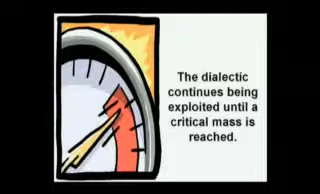 The dialectic
continues being
exploited until a
critical mass is
reached.